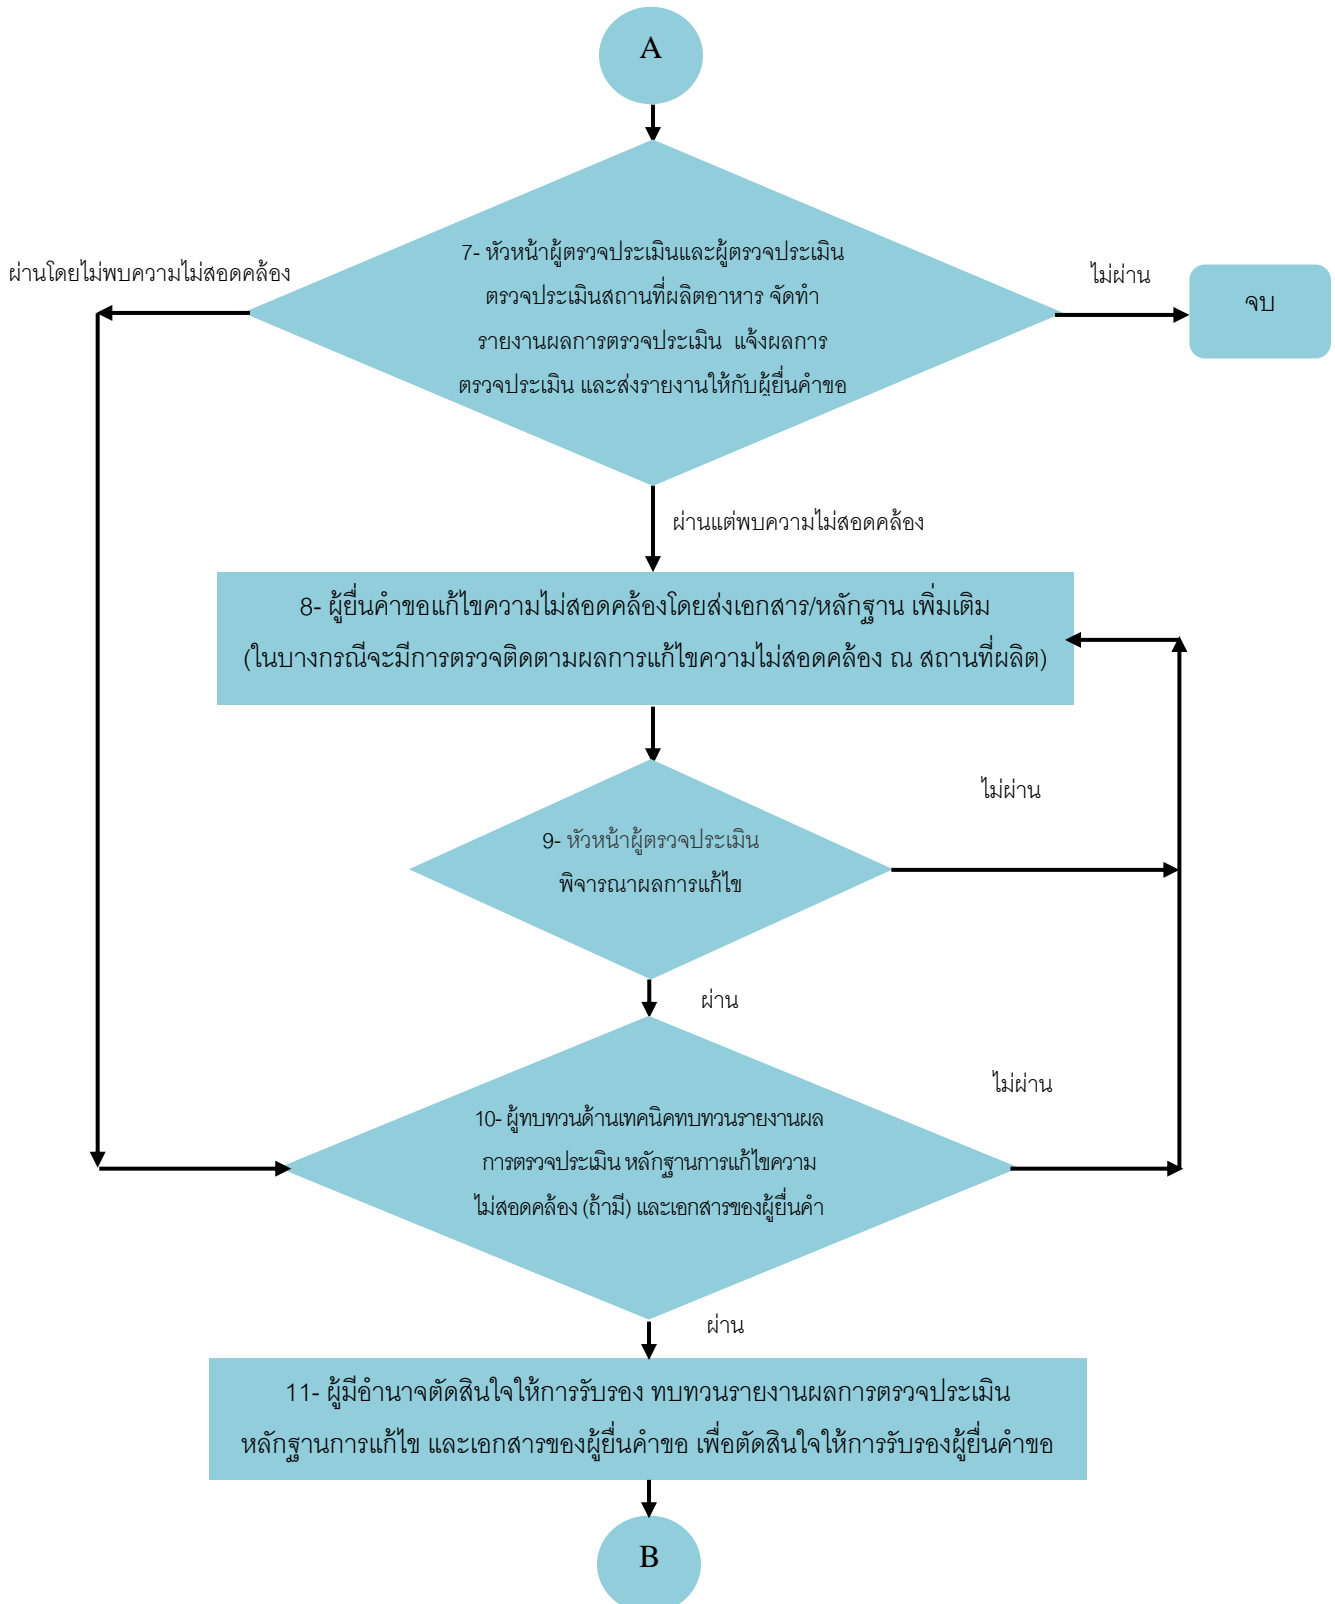 A
7- หัวหน้าผู้ตรวจประเมินและผู้ตรวจประเมิน
ตรวจประเมินสถานที่ผลิตอาหาร จัดทำ
รายงานผลการตรวจประเมิน แจ้งผลการ
ตรวจประเมิน และส่งรายงานให้กับผู้ยื่นคำขอ
ผ่านโดยไม่พบความไม่สอดคล้อง
ไม่ผ่าน
จบ
ผ่านแต่พบความไม่สอดคล้อง
8- ผู้ยื่นคำขอแก้ไขความไม่สอดคล้องโดยส่งเอกสาร/หลักฐาน เพิ่มเติม
(ในบางกรณีจะมีการตรวจติดตามผลการแก้ไขความไม่สอดคล้อง ณ สถานที่ผลิต)
ไม่ผ่าน
9- หัวหน้าผู้ตรวจประเมิน
พิจารณาผลการแก้ไข
ผ่าน
ไม่ผ่าน
10- ผู้ทบทวนด้านเทคนิคทบทวนรายงานผล
การตรวจประเมิน หลักฐานการแก้ไขความ
ไม่สอดคล้อง (ถ้ามี) และเอกสารของผู้ยื่นคำ
ผ่าน
11- ผู้มีอำนาจตัดสินใจให้การรับรอง ทบทวนรายงานผลการตรวจประเมิน
หลักฐานการแก้ไข และเอกสารของผู้ยื่นคำขอ เพื่อตัดสินใจให้การรับรองผู้ยื่นคำขอ
B